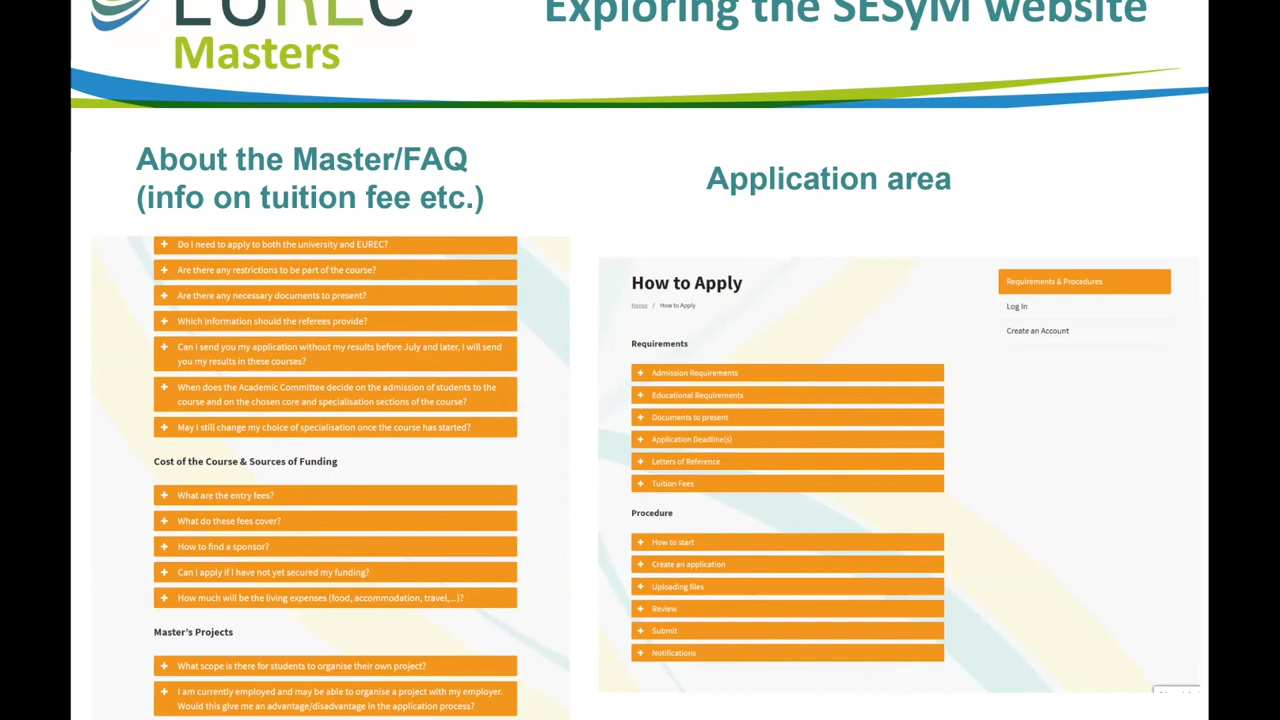 EUREC
Masters
Exploring the SESyM website
About the Master/FAQ
(info on tuition fee etc.)
Do I need to apply to both the university and EUREC?
Are there any restrictions to be part of the course?
Are there any necessary documents to present?
Which information should the referees provide?
Can I send you my application without my results before July and later, I will send
you my results in these courses?
When does the Academic Committee decide on the admission of students to the
course and on the chosen core and specialisation sections of the course?
May I still change my choice of specialisation once the course has started?
Cost of the Course & Sources of Funding
What are the entry fees?
What do these fees cover?
How to find a sponsor?
Can I apply if I have not yet secured my funding?
How much will be the living expenses (food, accommodation, travel,...)?
Master's Projects
What scope is there for students to organise their own project?
I am currently employed and may be able to organise a project with my employer.
Would this give me an advantage/disadvantage in the application process?
Application area
How to Apply
Home / How to Apply
Requirements
Admission Requirements
Educational Requirements
Documents to present
Application Deadline(s)
Letters of Reference
Tuition Fees
Procedure
How to start
Create an application
Uploading files
Review
Submit
Notifications
Requirements & Procedures
Log In
Create an Account